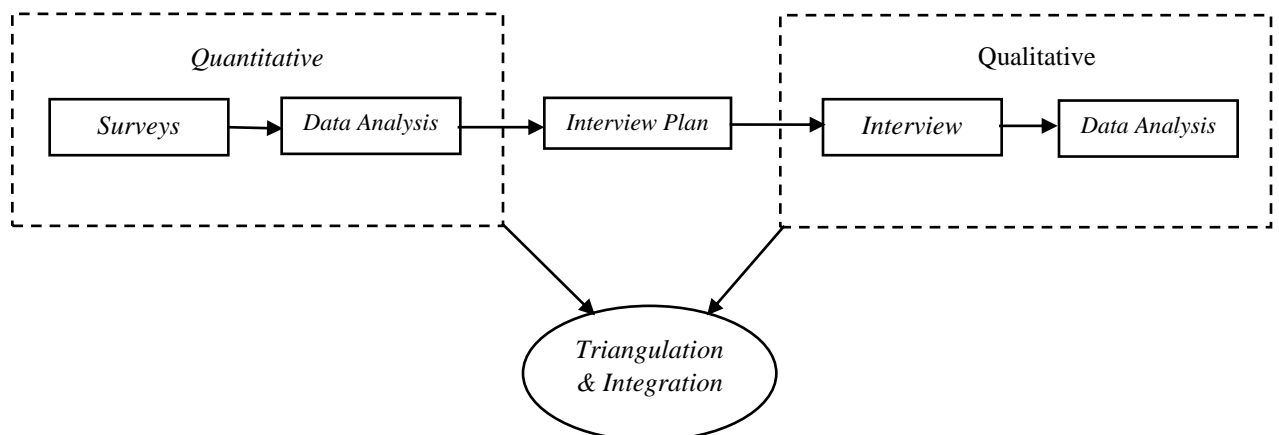 Quantitative
Qualitative
Surveys
Data Analysis
Interview Plan
Interview
Data Analysis
Triangulation
& Integration